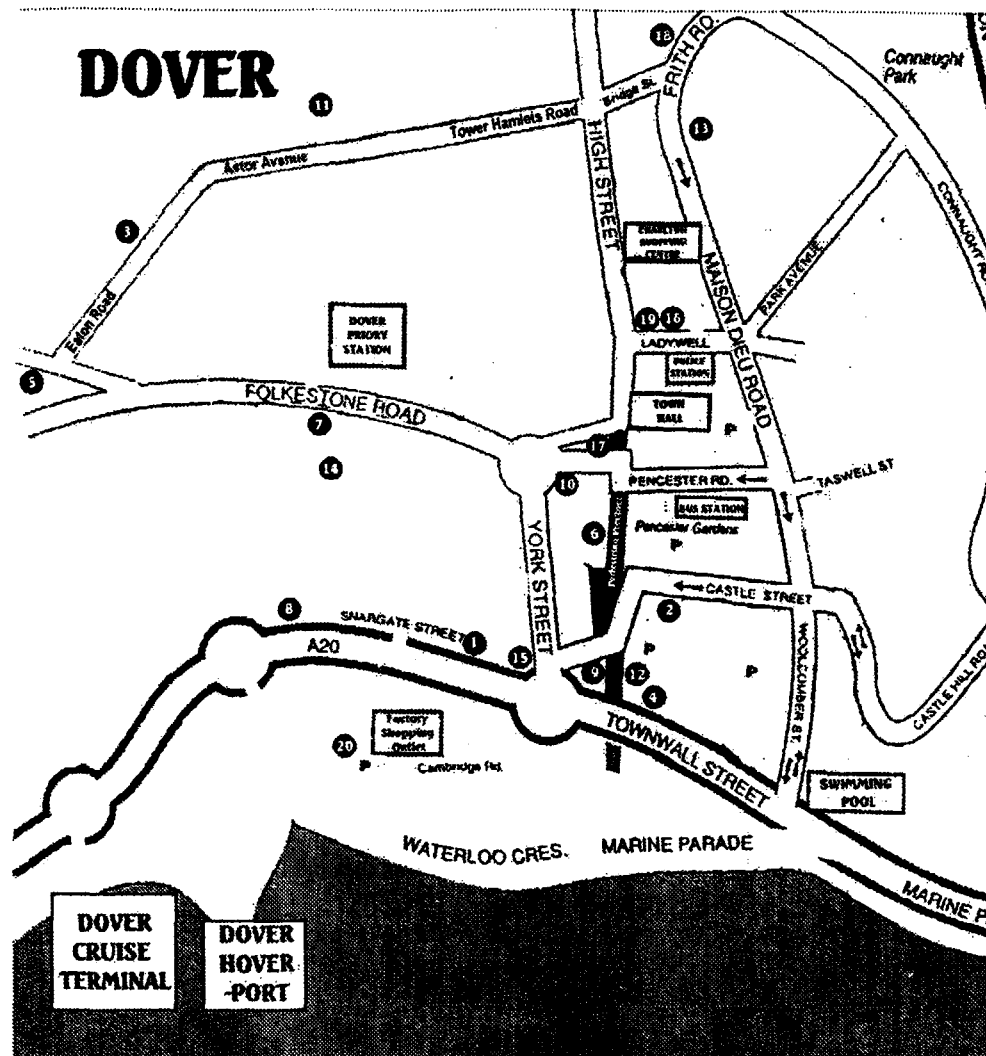 DOVER
18
FRITH RD.
Connaught
Park
11
Bridge St.
Tower Hamlets Road
13
Astor Avenue
HIGH STREET
CONNAUGHT
3
CHARLTON
SHOPPING
CENTRE
MAISON DIEU ROAD
PARK AVENUE
Eaton Road
DOVER
PRIORY
STATION
19
16
LADYWELL
POLICE
STATION
5
FOLKESTONE ROAD
TOWN
HALL
P
7
17
14
10
PENCESTER RD.
TASWELL ST
BUS STATION
Pencester Gardens
P
6
YORK STREET
CASTLE STREET
8
SNARGATE STREET
1
2
A20
15
P
P
9
12
4
WOOLCOMBER ST.
CASTLE HILL
Factory
Shopping
Outlet
20
P
Cambridge Rd.
TOWNWALL STREET
SWIMMING
POOL
WATERLOO CRES.
MARINE PARADE
MARINE P
DOVER
CRUISE
TERMINAL
DOVER
HOVER
-PORT